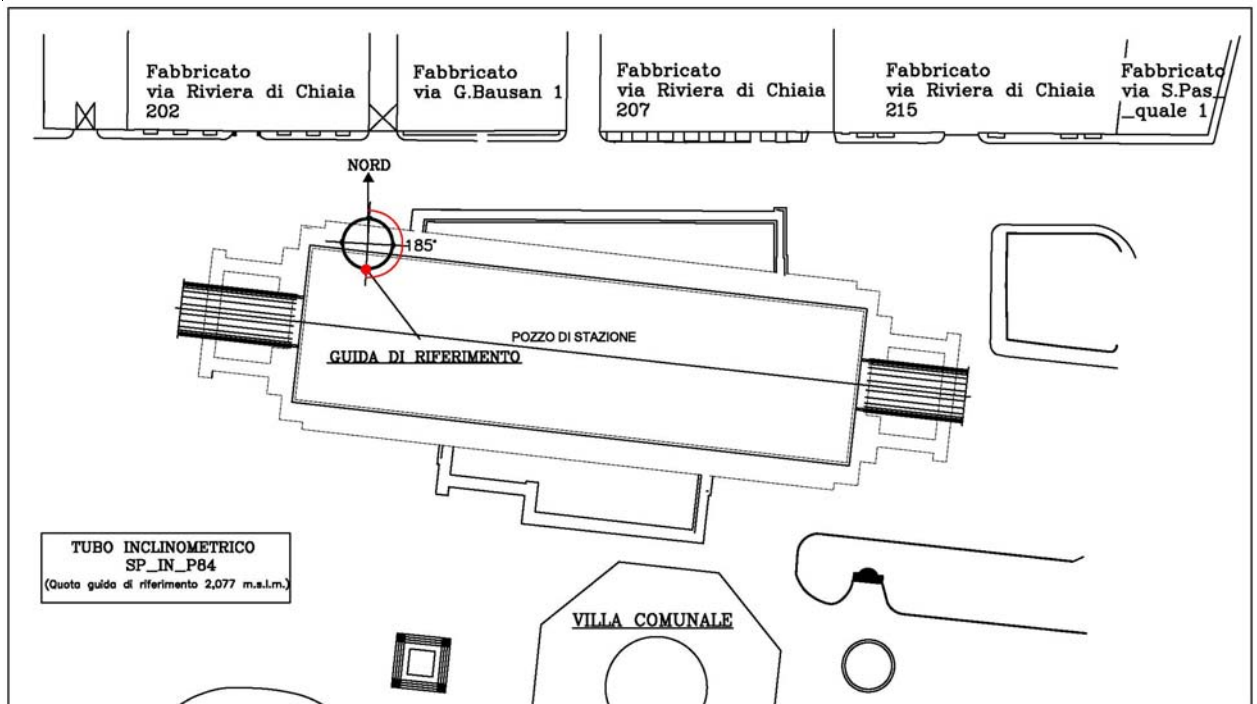 Fabbricato
via Riviera di Chiaia
202
Fabbricato
via G.Bausan 1
Fabbricato
via Riviera di Chiaia
207
Fabbricato
via Riviera di Chiaia
215
Fabbricato
via S.Pas_
_quale 1
NORD
185°
POZZO DI STAZIONE
GUIDA DI RIFERIMENTO
TUBO INCLINOMETRICO
SP_IN_P84
(Quota guida di riferimento 2,077 m.s.l.m.)
VILLA COMUNALE